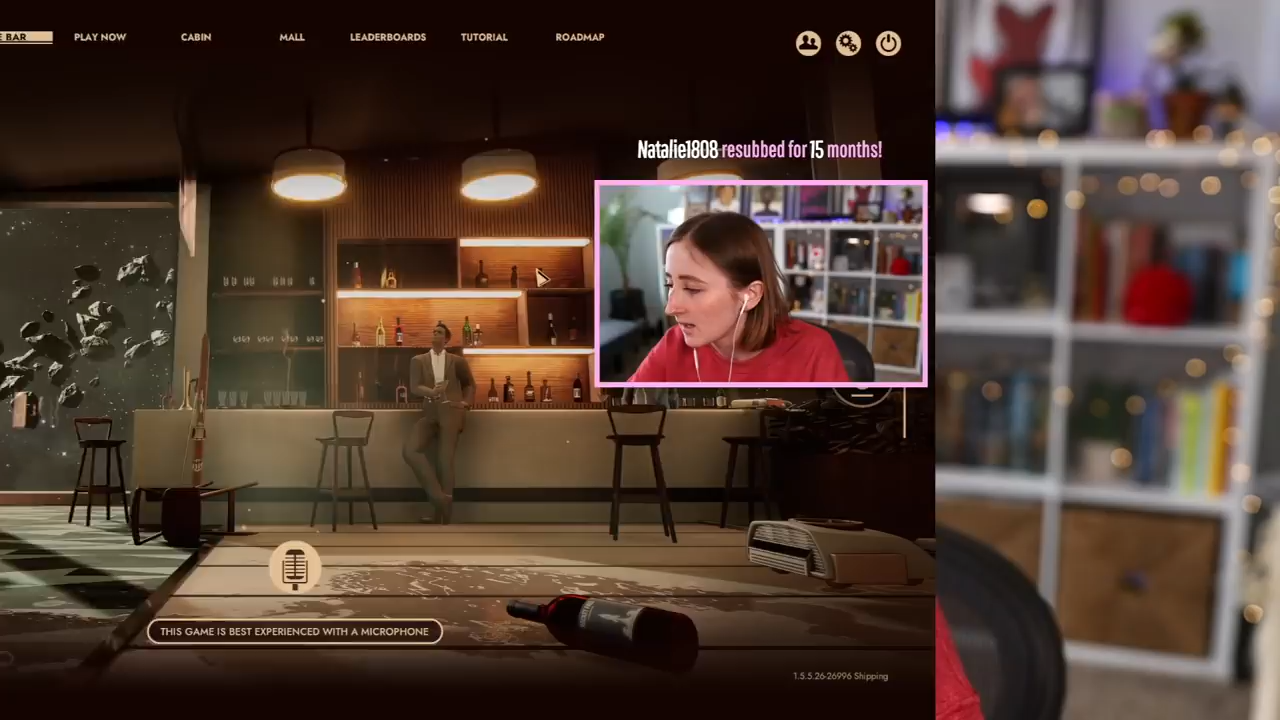 E BAR
PLAY NOW
CABIN
MALL
LEADERBOARDS
TUTORIAL
ROADMAP
Natalie1808 resubbed for 15 months!
THIS GAME IS BEST EXPERIENCED WITH A MICROPHONE
1.5.5.26-26996 Shipping